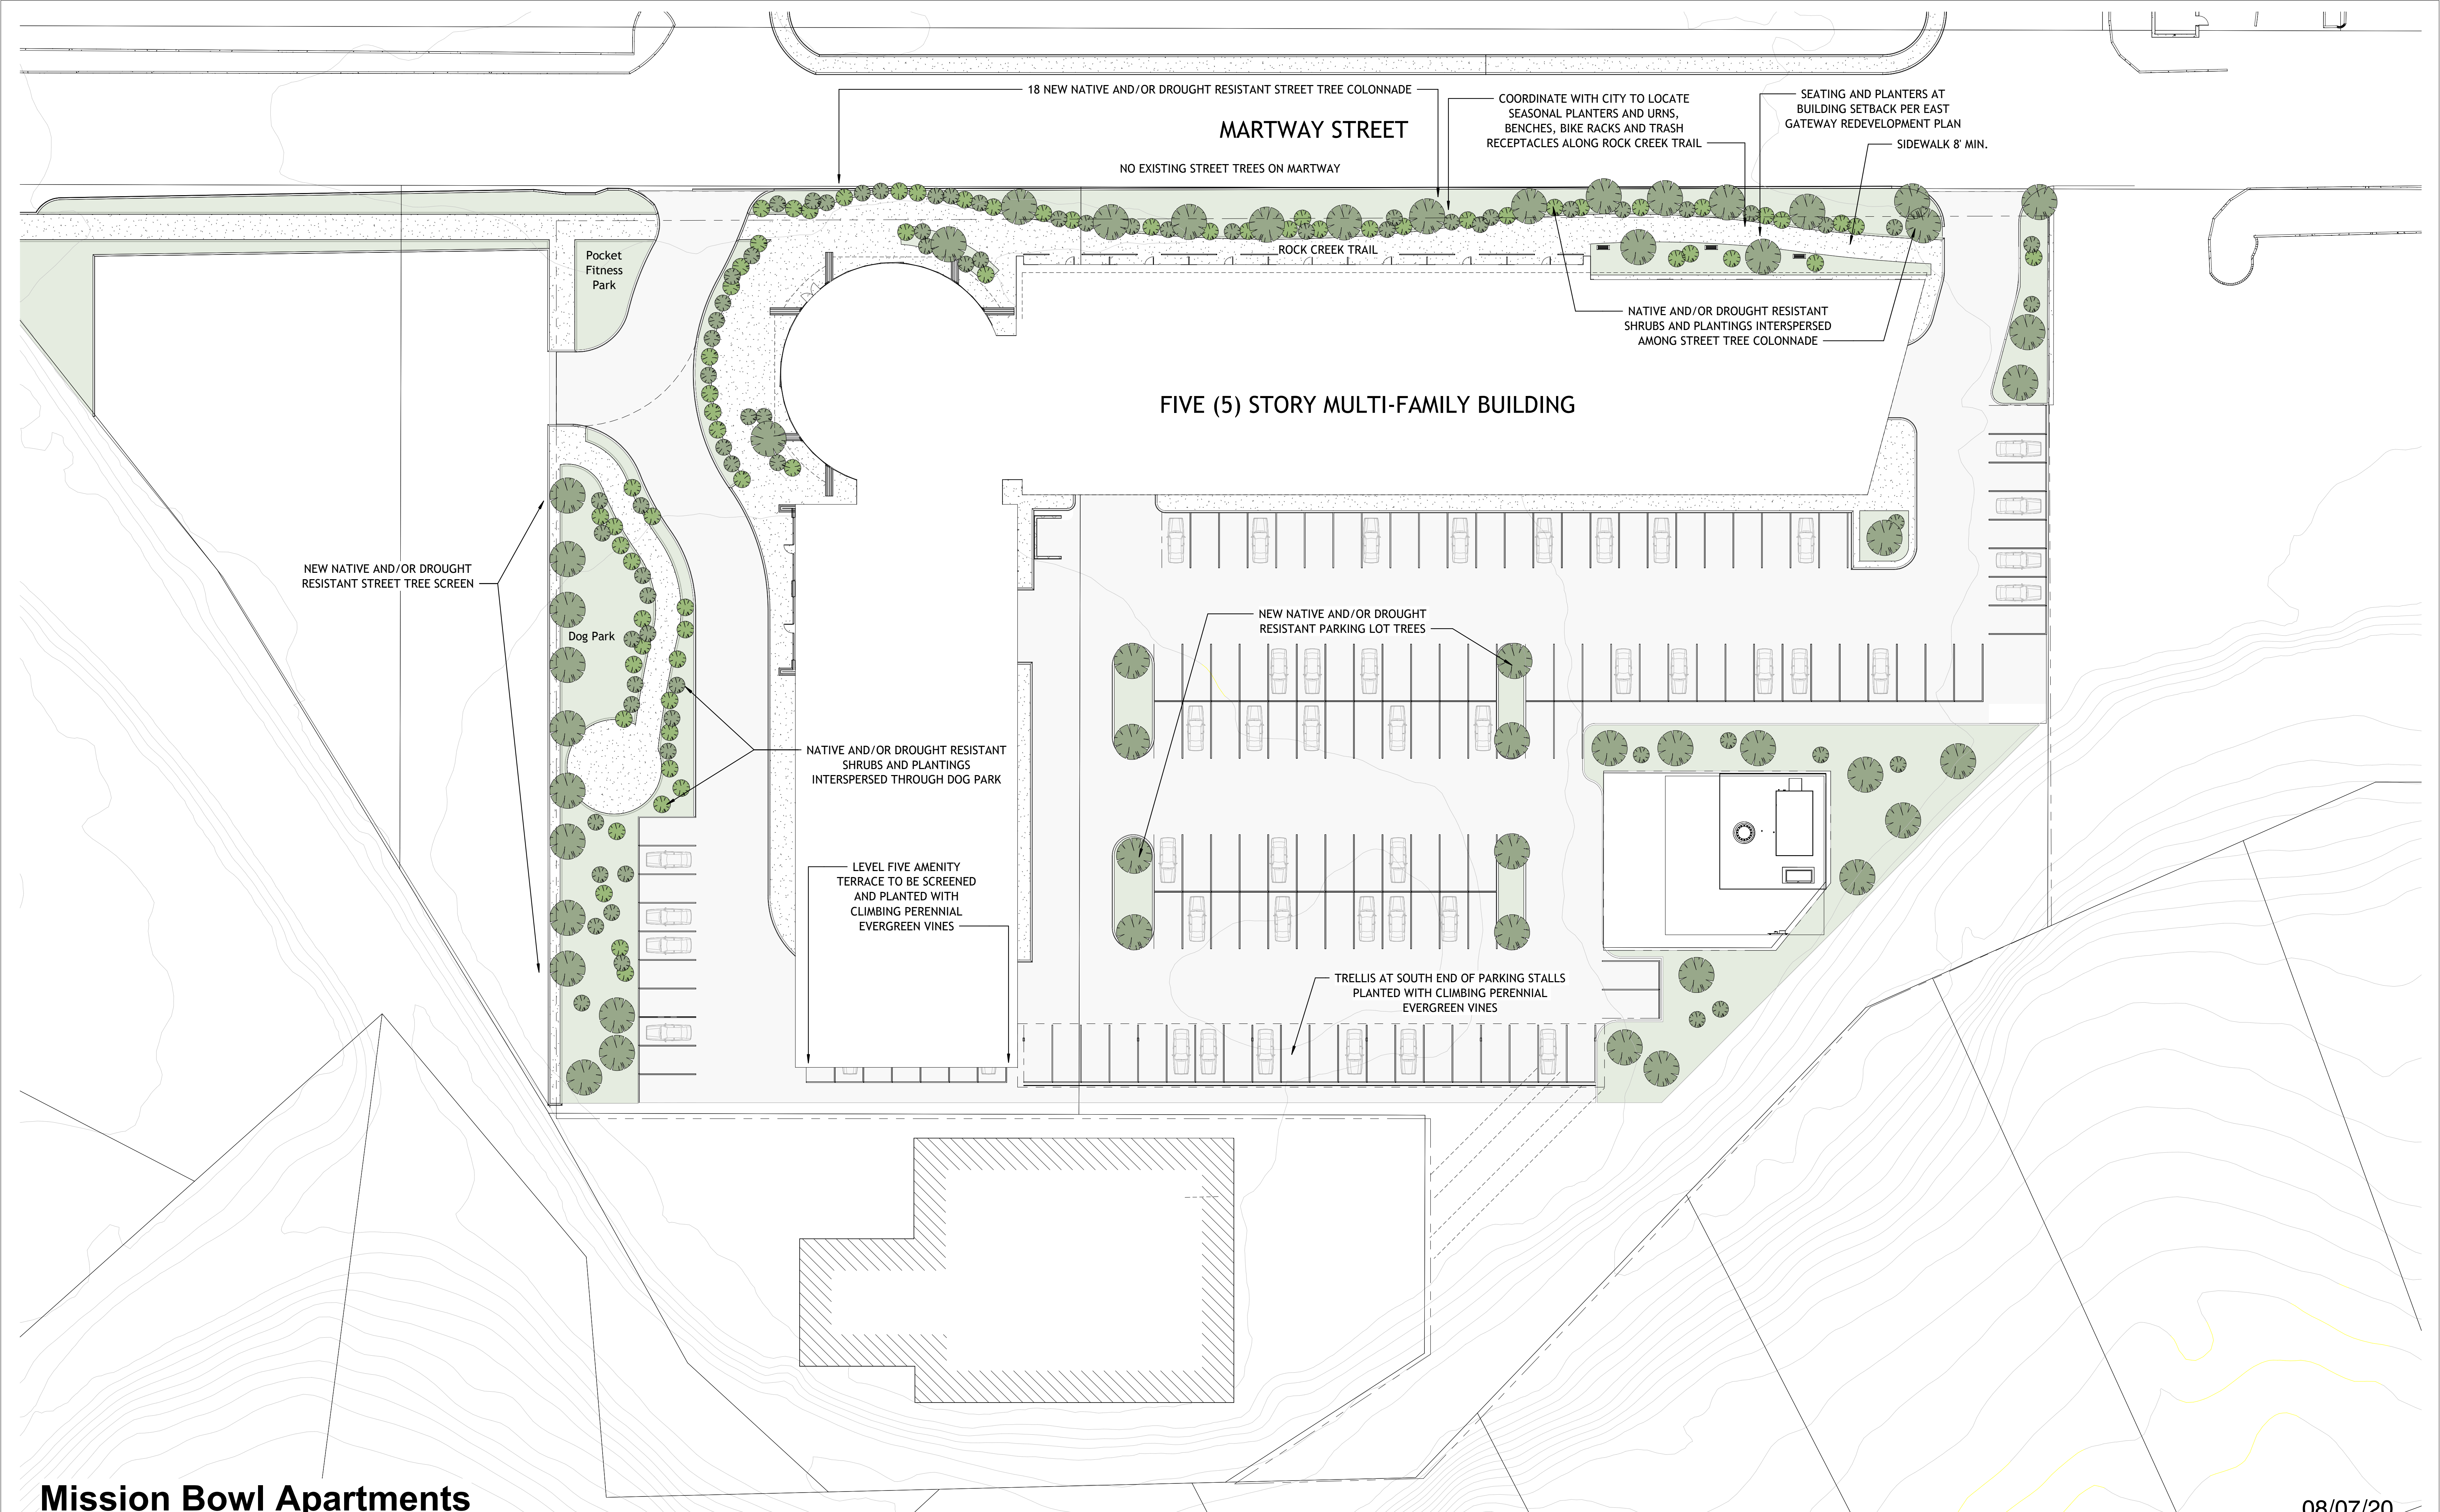 18 NEW NATIVE AND/OR DROUGHT RESISTANT STREET TREE COLONNADE
MARTWAY STREET
NO EXISTING STREET TREES ON MARTWAY
COORDINATE WITH CITY TO LOCATE
SEASONAL PLANTERS AND URNS,
BENCHES, BIKE RACKS AND TRASH
RECEPTACLES ALONG ROCK CREEK TRAIL
SEATING AND PLANTERS AT
BUILDING SETBACK PER EAST
GATEWAY REDEVELOPMENT PLAN
SIDEWALK 8' MIN.
Pocket
Fitness
Park
ROCK CREEK TRAIL
NATIVE AND/OR DROUGHT RESISTANT
SHRUBS AND PLANTINGS INTERSPERSED
AMONG STREET TREE COLONNADE
FIVE (5) STORY MULTI-FAMILY BUILDING
NEW NATIVE AND/OR DROUGHT
RESISTANT STREET TREE SCREEN
Dog Park
NEW NATIVE AND/OR DROUGHT
RESISTANT PARKING LOT TREES
NATIVE AND/OR DROUGHT RESISTANT
SHRUBS AND PLANTINGS
INTERSPERSED THROUGH DOG PARK
LEVEL FIVE AMENITY
TERRACE TO BE SCREENED
AND PLANTED WITH
CLIMBING PERENNIAL
EVERGREEN VINES
TRELLIS AT SOUTH END OF PARKING STALLS
PLANTED WITH CLIMBING PERENNIAL
EVERGREEN VINES
Mission Bowl Apartments
08/07/20